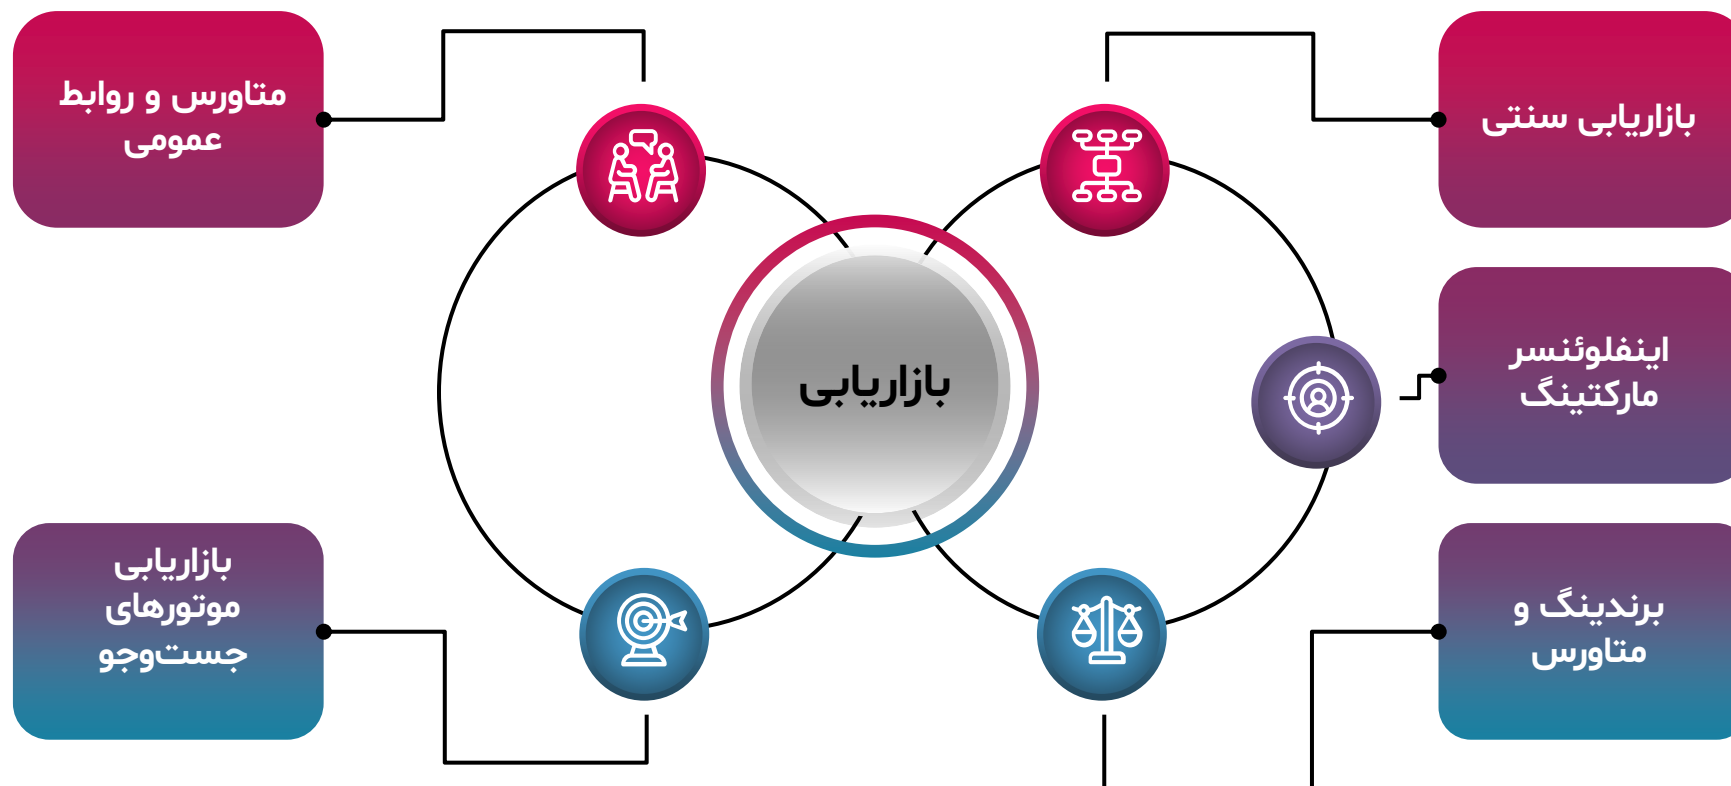 بازاریابی سنتی
اینفلوئنسر
مارکتینگ
برندینگ و
متاورس
بازاریابی
متاورس و روابط
عمومی
بازاریابی
موتورهای
جست‌وجو